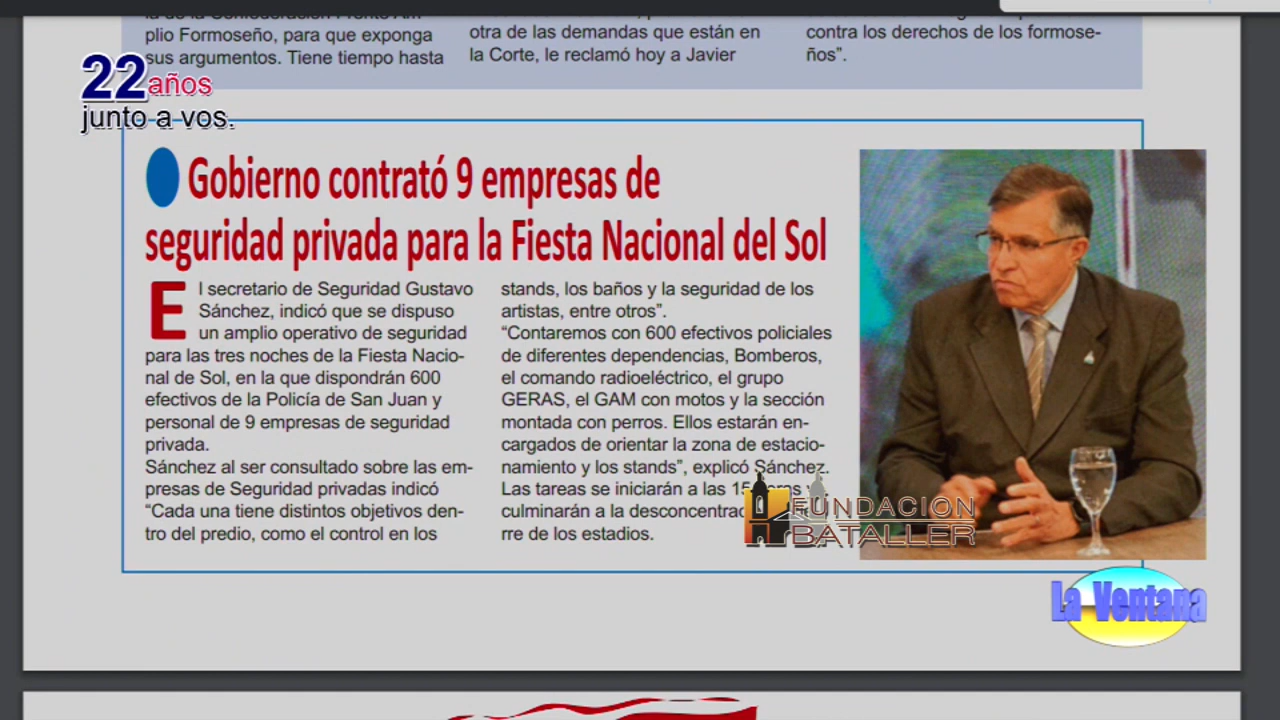 plio Formoseño, para que exponga
sus argumentos. Tiene tiempo hasta
otra de las demandas que están en
la Corte, le reclamó hoy a Javier
contra los derechos de los formose-
ños”.
22 años
junto a vos.
Gobierno contrató 9 empresas de
seguridad privada para la Fiesta Nacional del Sol
El secretario de Seguridad Gustavo
Sánchez, indicó que se dispuso
un amplio operativo de seguridad
para las tres noches de la Fiesta Nacio-
nal de Sol, en la que dispondrán 600
efectivos de la Policía de San Juan y
personal de 9 empresas de seguridad
privada.
Sánchez al ser consultado sobre las em-
presas de Seguridad privadas indicó
“Cada una tiene distintos objetivos den-
tro del predio, como el control en los
stands, los baños y la seguridad de los
artistas, entre otros”.
“Contaremos con 600 efectivos policiales
de diferentes dependencias, Bomberos,
el comando radioeléctrico, el grupo
GERAS, el GAM con motos y la sección
montada con perros. Ellos estarán en-
cargados de orientar la zona de estacio-
namiento y los stands”, explicó Sánchez.
Las tareas se iniciarán a las 15
culminarán a la
rre de los estadios.
FUNDACION
BATALLER
La Ventana